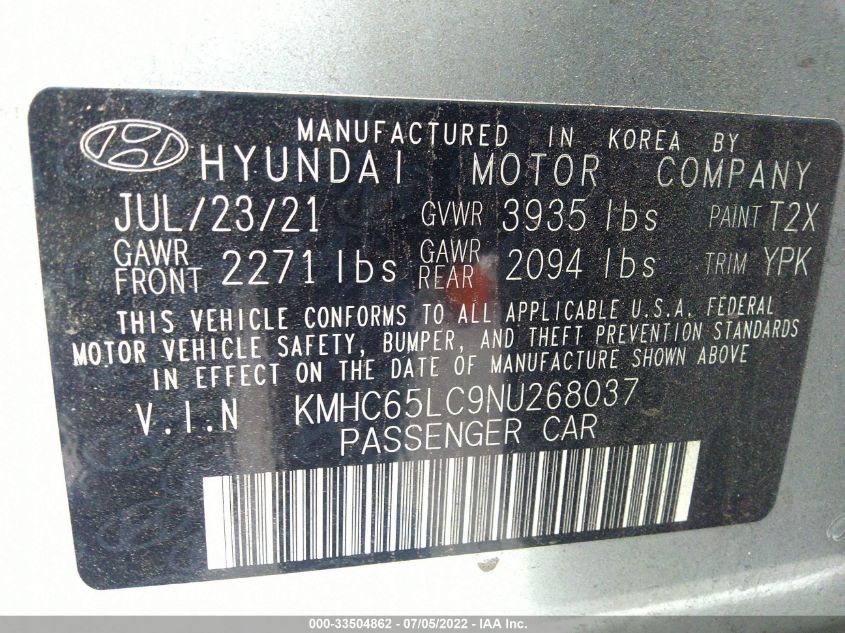 MANUFACTURED IN KOREA BY
HYUNDAI MOTOR COMPANY
JUL/23/21 GVWR 3935 lbs PAINT T2X
GAWR FRONT 2271 lbs GAWR REAR 2094 lbs TRIM YPK
THIS VEHICLE CONFORMS TO ALL APPLICABLE U.S.A. FEDERAL
MOTOR VEHICLE SAFETY, BUMPER, AND THEFT PREVENTION STANDARDS
IN EFFECT ON THE DATE OF MANUFACTURE SHOWN ABOVE
V.I.N KMHC65LC9NU268037
PASSENGER CAR
000-33504862 - 07/05/2022 - IAA Inc. (IAAI.com)